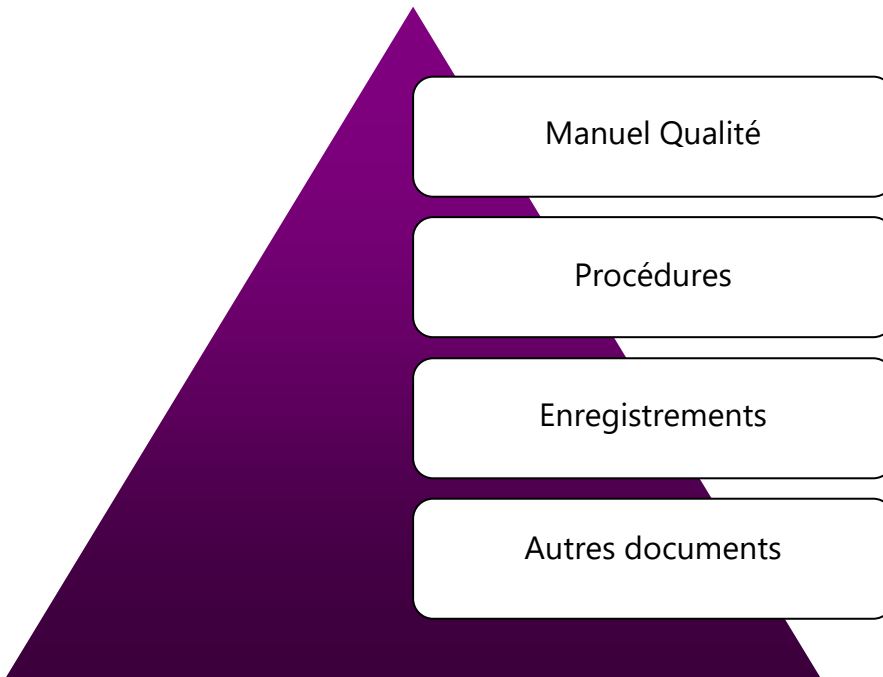 Manuel Qualité
Procédures
Enregistrements
Autres documents